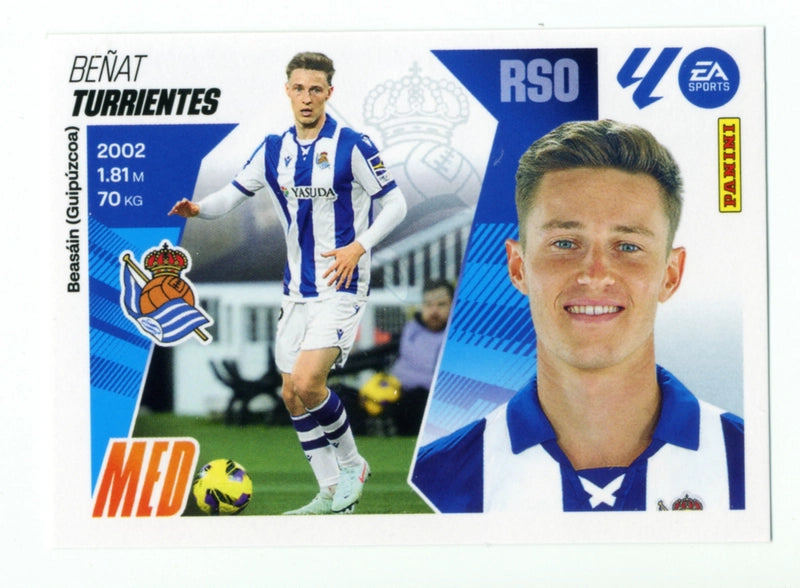 BEÑAT
TURRIENTES
2002
1.81 M
70 KG
Beasáin (Guipúzcoa)
MED
YASUDA
RSO
EA
SPORTS
PANINI